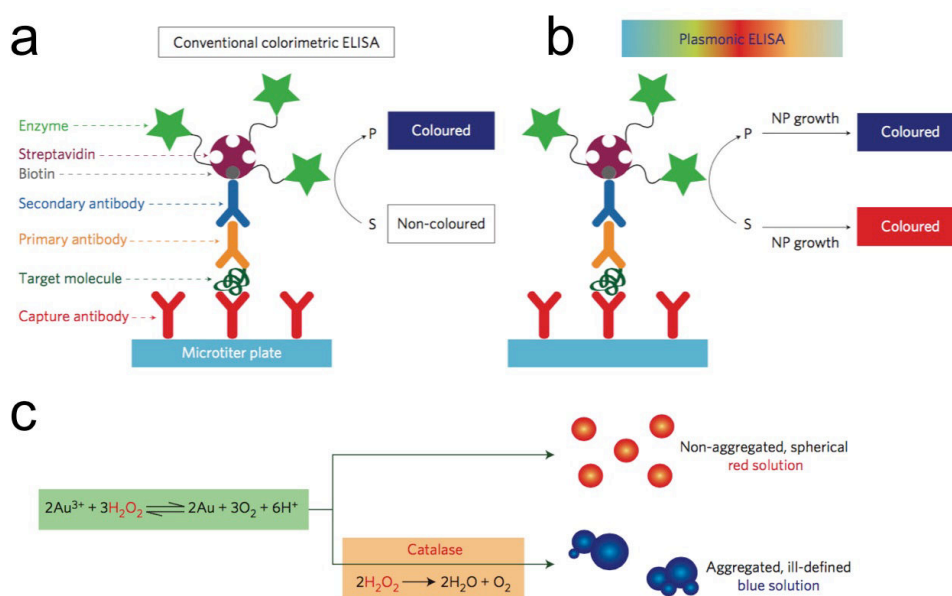 a
Conventional colorimetric ELISA
Enzyme
Streptavidin
Biotin
Secondary antibody
Primary antibody
Target molecule
Capture antibody
P
Coloured
S
Non-coloured
Microtiter plate
b
Plasmonic ELISA
P
NP growth
Coloured
S
NP growth
Coloured
c
2Au³⁺ + 3H₂O₂ ⇌ 2Au + 3O₂ + 6H⁺
Catalase
2H₂O₂ → 2H₂O + O₂
Non-aggregated, spherical
red solution
Aggregated, ill-defined
blue solution